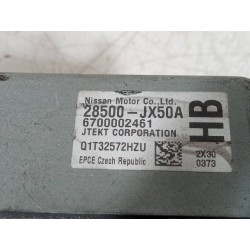 Nissan Motor Co.,Ltd.
28500-JX50A
6700002461
JTEKT CORPORATION
HB
Q1T32572HZU
2X30
EPCE Czech Republic
0373